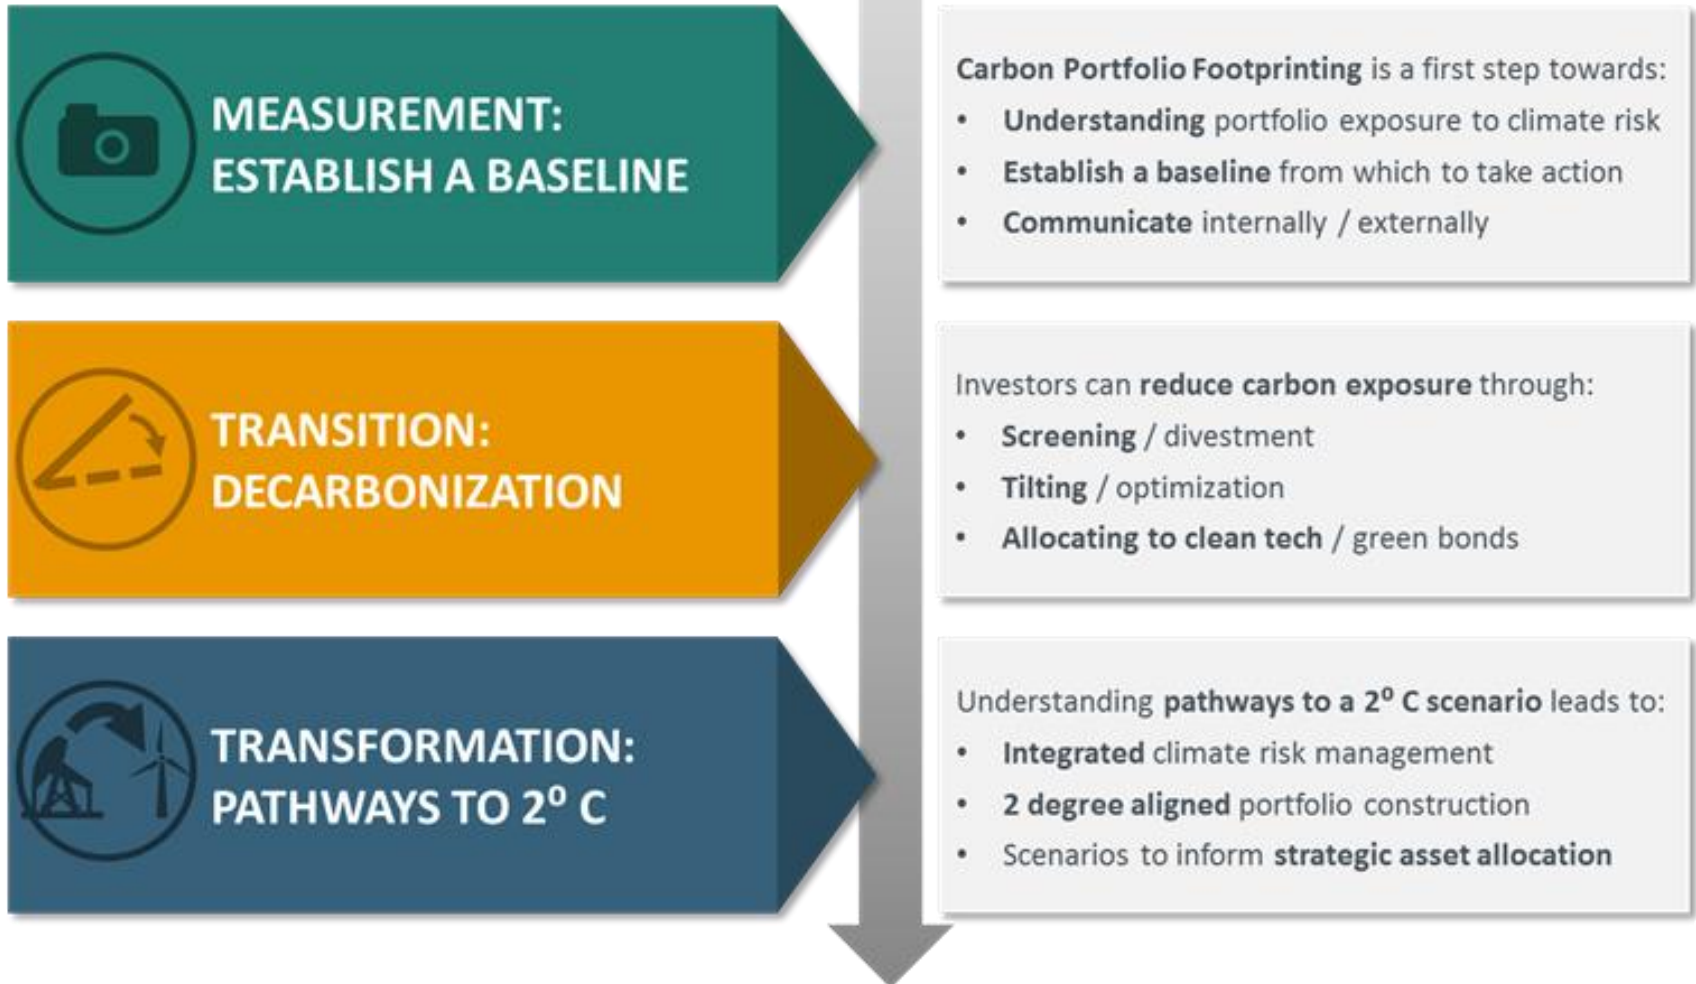 MEASUREMENT:
ESTABLISH A BASELINE
Carbon Portfolio Footprinting is a first step towards:
• Understanding portfolio exposure to climate risk
• Establish a baseline from which to take action
• Communicate internally / externally
TRANSITION:
DECARBONIZATION
Investors can reduce carbon exposure through:
• Screening / divestment
• Tilting / optimization
• Allocating to clean tech / green bonds
TRANSFORMATION:
PATHWAYS TO 2⁰ C
Understanding pathways to a 2⁰ C scenario leads to:
• Integrated climate risk management
• 2 degree aligned portfolio construction
• Scenarios to inform strategic asset allocation